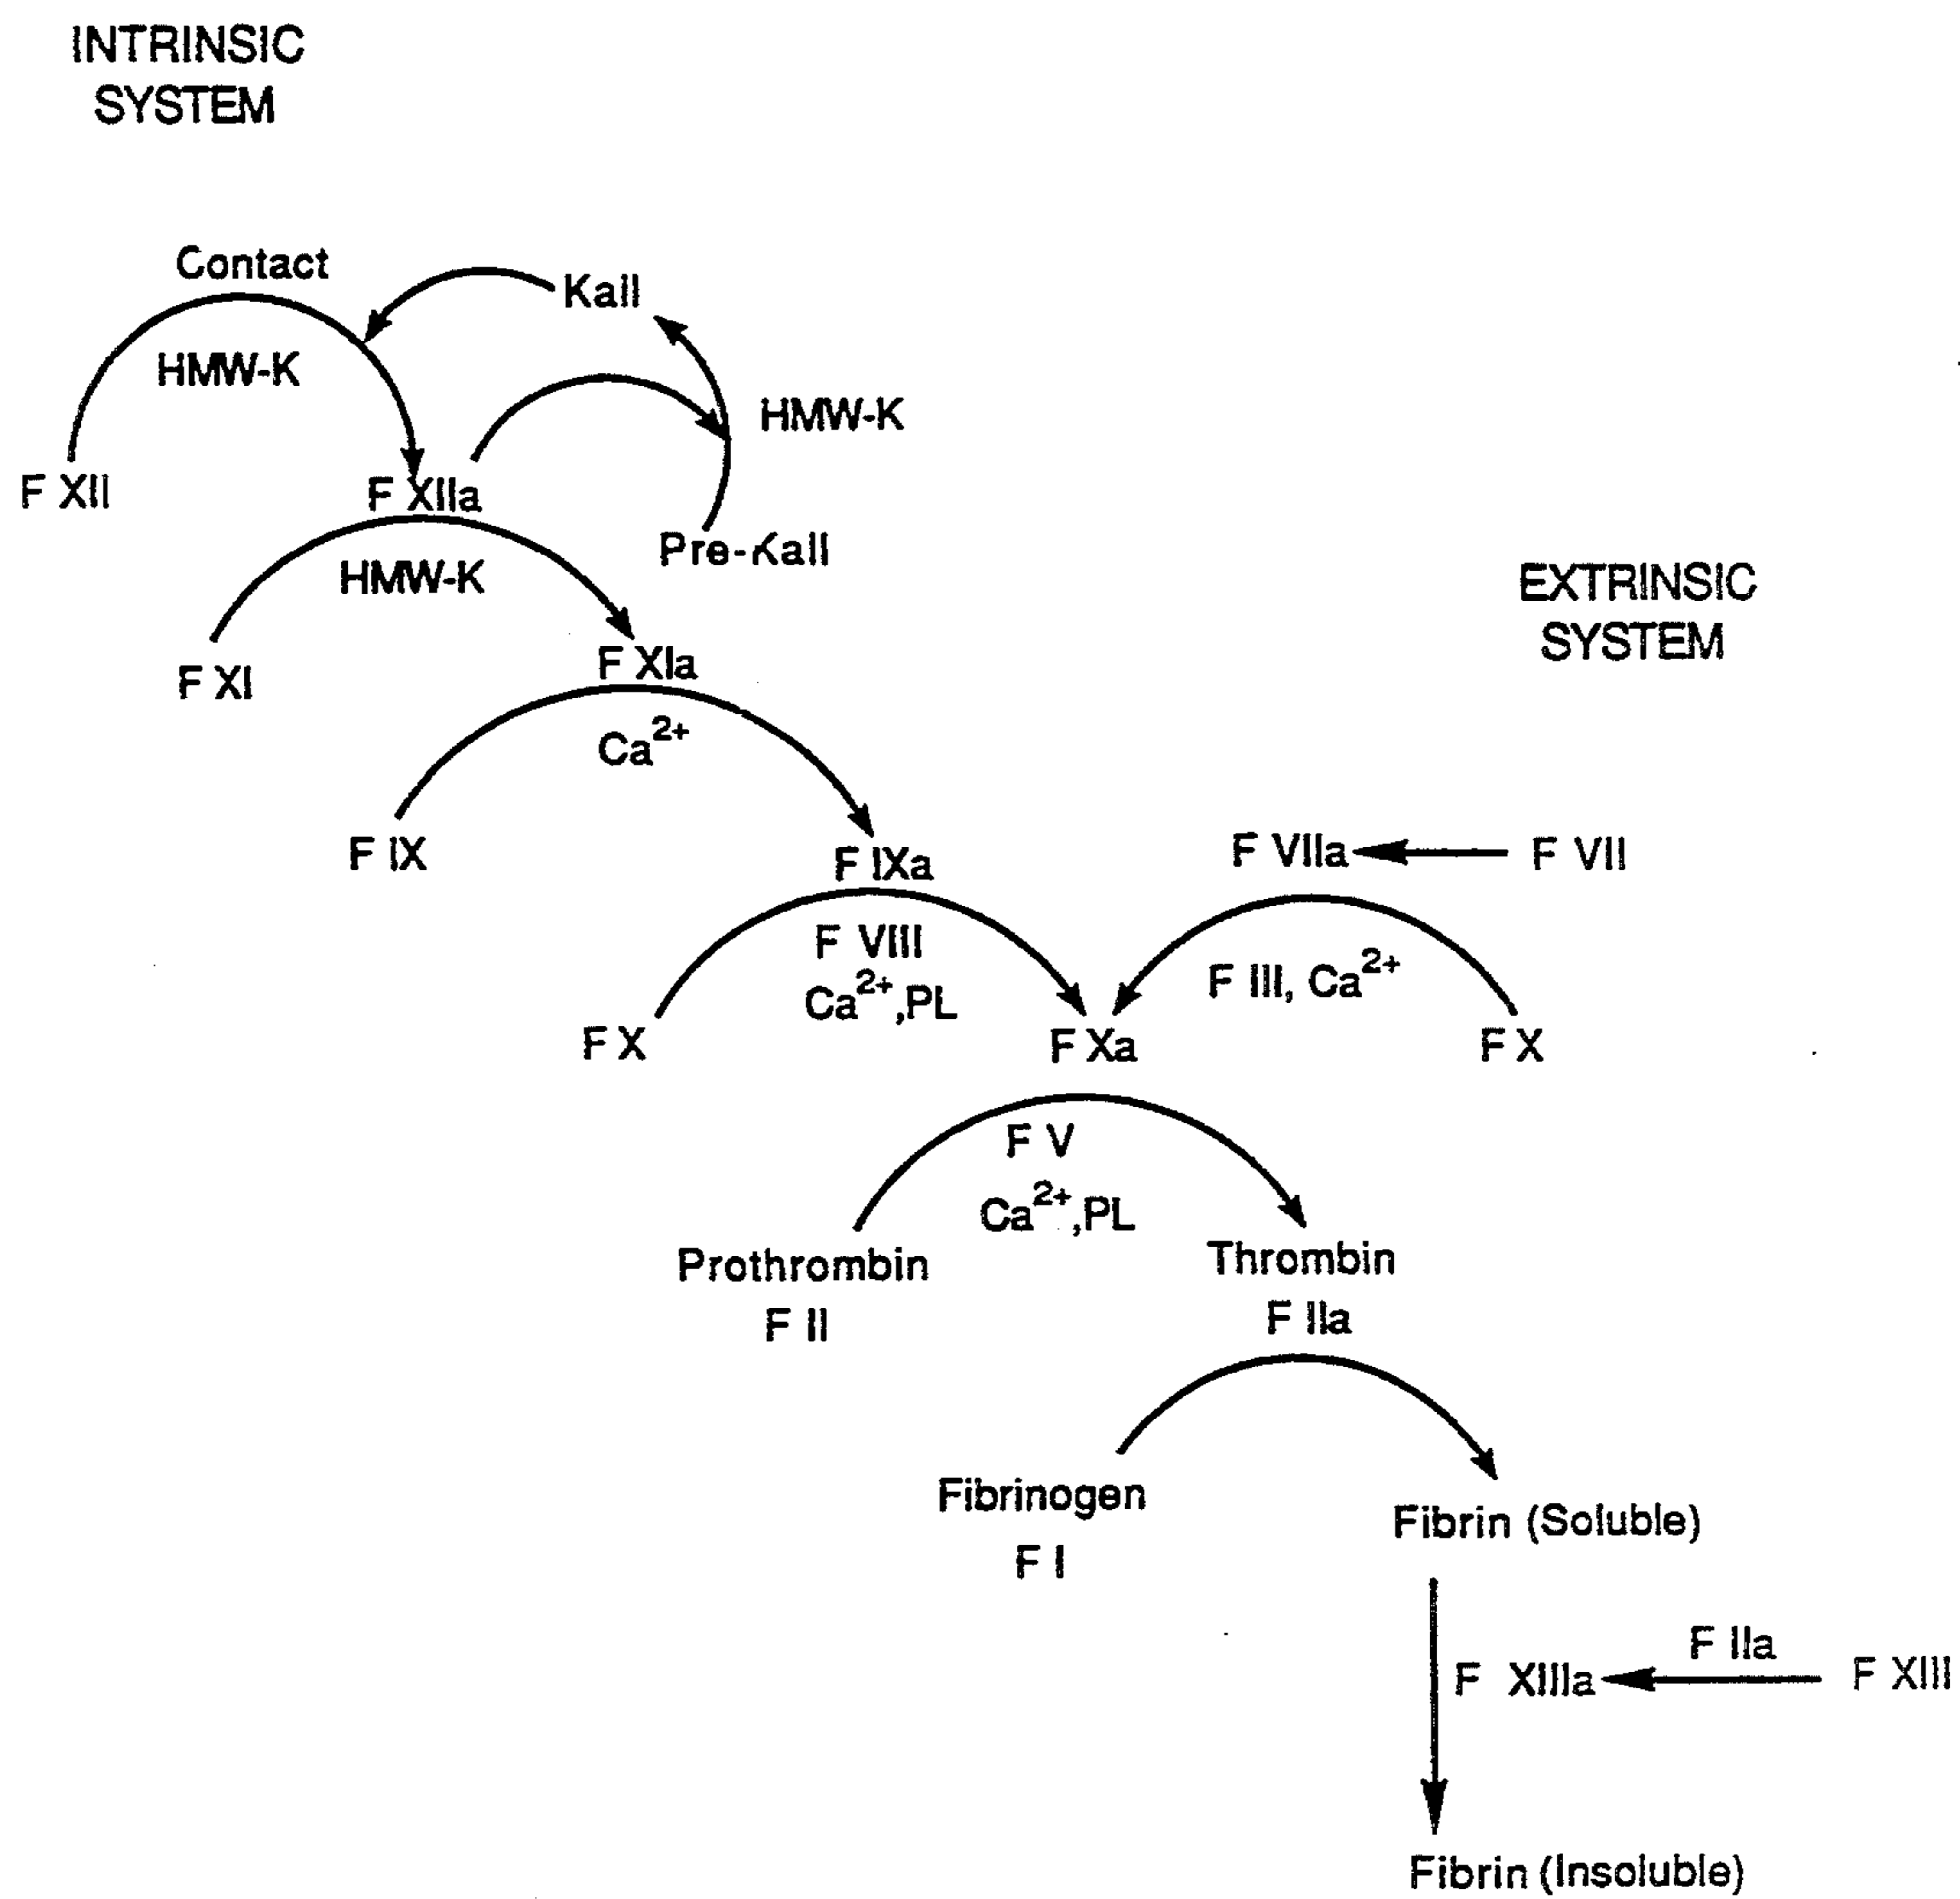 INTRINSIC
SYSTEM
Contact
Kall
HMW-K
HMW-K
F XII
F XIIa
Pre-Kall
HMW-K
EXTRINSIC
SYSTEM
F XI
F XIa
Ca2+
F IX
F IXa
F VIIa
F VII
F VIII
Ca2+,PL
F III, Ca2+
F X
F Xa
F X
F V
Ca2+,PL
Prothrombin
F II
Thrombin
F IIa
Fibrinogen
F I
Fibrin (Soluble)
F IIa
F XIIIa
F XIII
Fibrin (Insoluble)